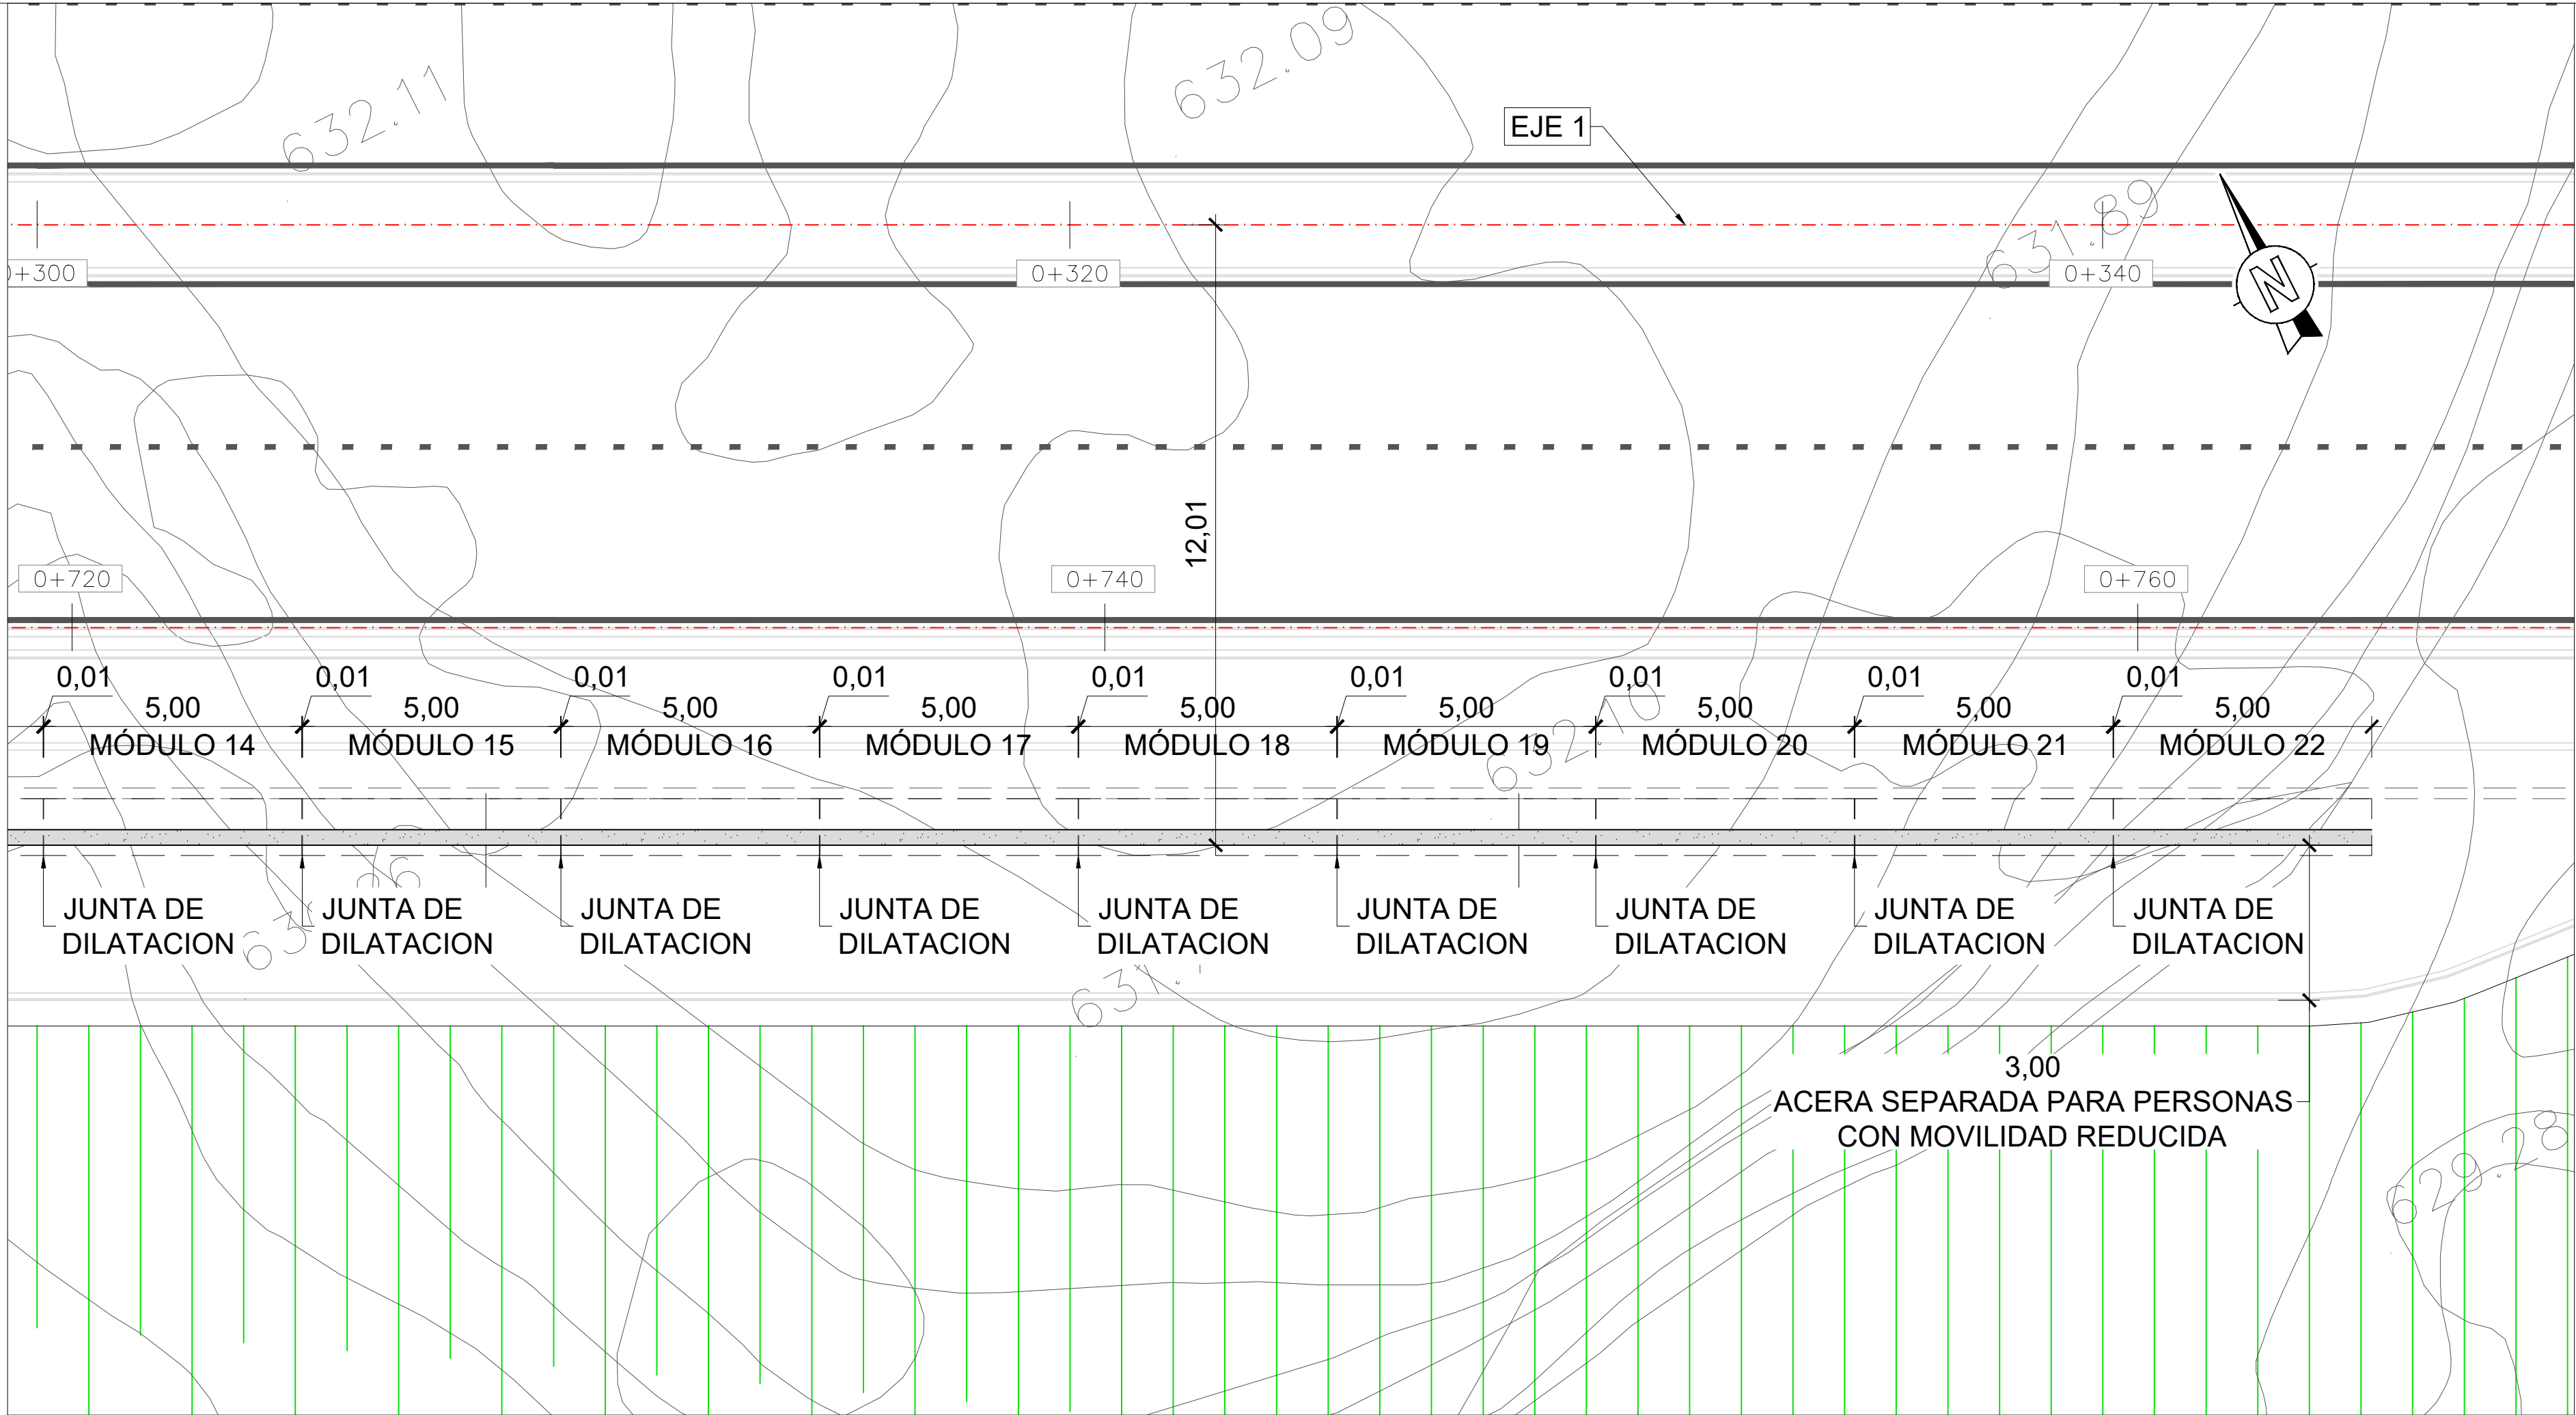 632.11
632.09
EJE 1
631.89
N
0+300
0+320
0+340
12,01
0+720
0+740
0+760
0,01
0,01
0,01
0,01
0,01
0,01
0,01
0,01
0,01
5,00
5,00
5,00
5,00
5,00
5,00
5,00
5,00
5,00
MÓDULO 14
MÓDULO 15
MÓDULO 16
MÓDULO 17
MÓDULO 18
MÓDULO 19
MÓDULO 20
MÓDULO 21
MÓDULO 22
632.10
JUNTA DE
DILATACION
JUNTA DE
DILATACION
JUNTA DE
DILATACION
JUNTA DE
DILATACION
JUNTA DE
DILATACION
JUNTA DE
DILATACION
JUNTA DE
DILATACION
JUNTA DE
DILATACION
JUNTA DE
DILATACION
3,00
ACERA SEPARADA PARA PERSONAS
CON MOVILIDAD REDUCIDA
629.28